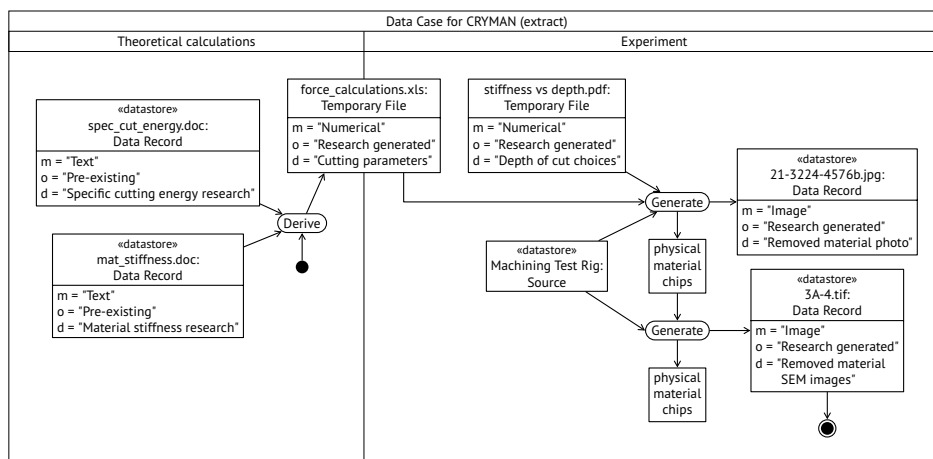 Data Case for CRYMAN (extract)
Theoretical calculations
Experiment
«datastore»
spec_cut_energy.doc:
Data Record
m = "Text"
o = "Pre-existing"
d = "Specific cutting energy research"
«datastore»
mat_stiffness.doc:
Data Record
m = "Text"
o = "Pre-existing"
d = "Material stiffness research"
Derive
force_calculations.xls:
Temporary File
m = "Numerical"
o = "Research generated"
d = "Cutting parameters"
stiffness vs depth.pdf:
Temporary File
m = "Numerical"
o = "Research generated"
d = "Depth of cut choices"
Generate
«datastore»
21-3224-4576b.jpg:
Data Record
m = "Image"
o = "Research generated"
d = "Removed material photo"
physical
material
chips
«datastore»
Machining Test Rig:
Source
Generate
«datastore»
3A-4.tif:
Data Record
m = "Image"
o = "Research generated"
d = "Removed material
SEM images"
physical
material
chips